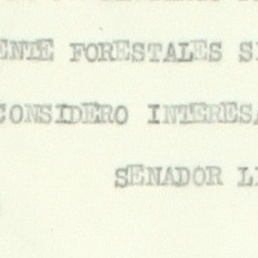 ENTE FORESTALES S
CONSIDERO INTERESA
SENADOR L